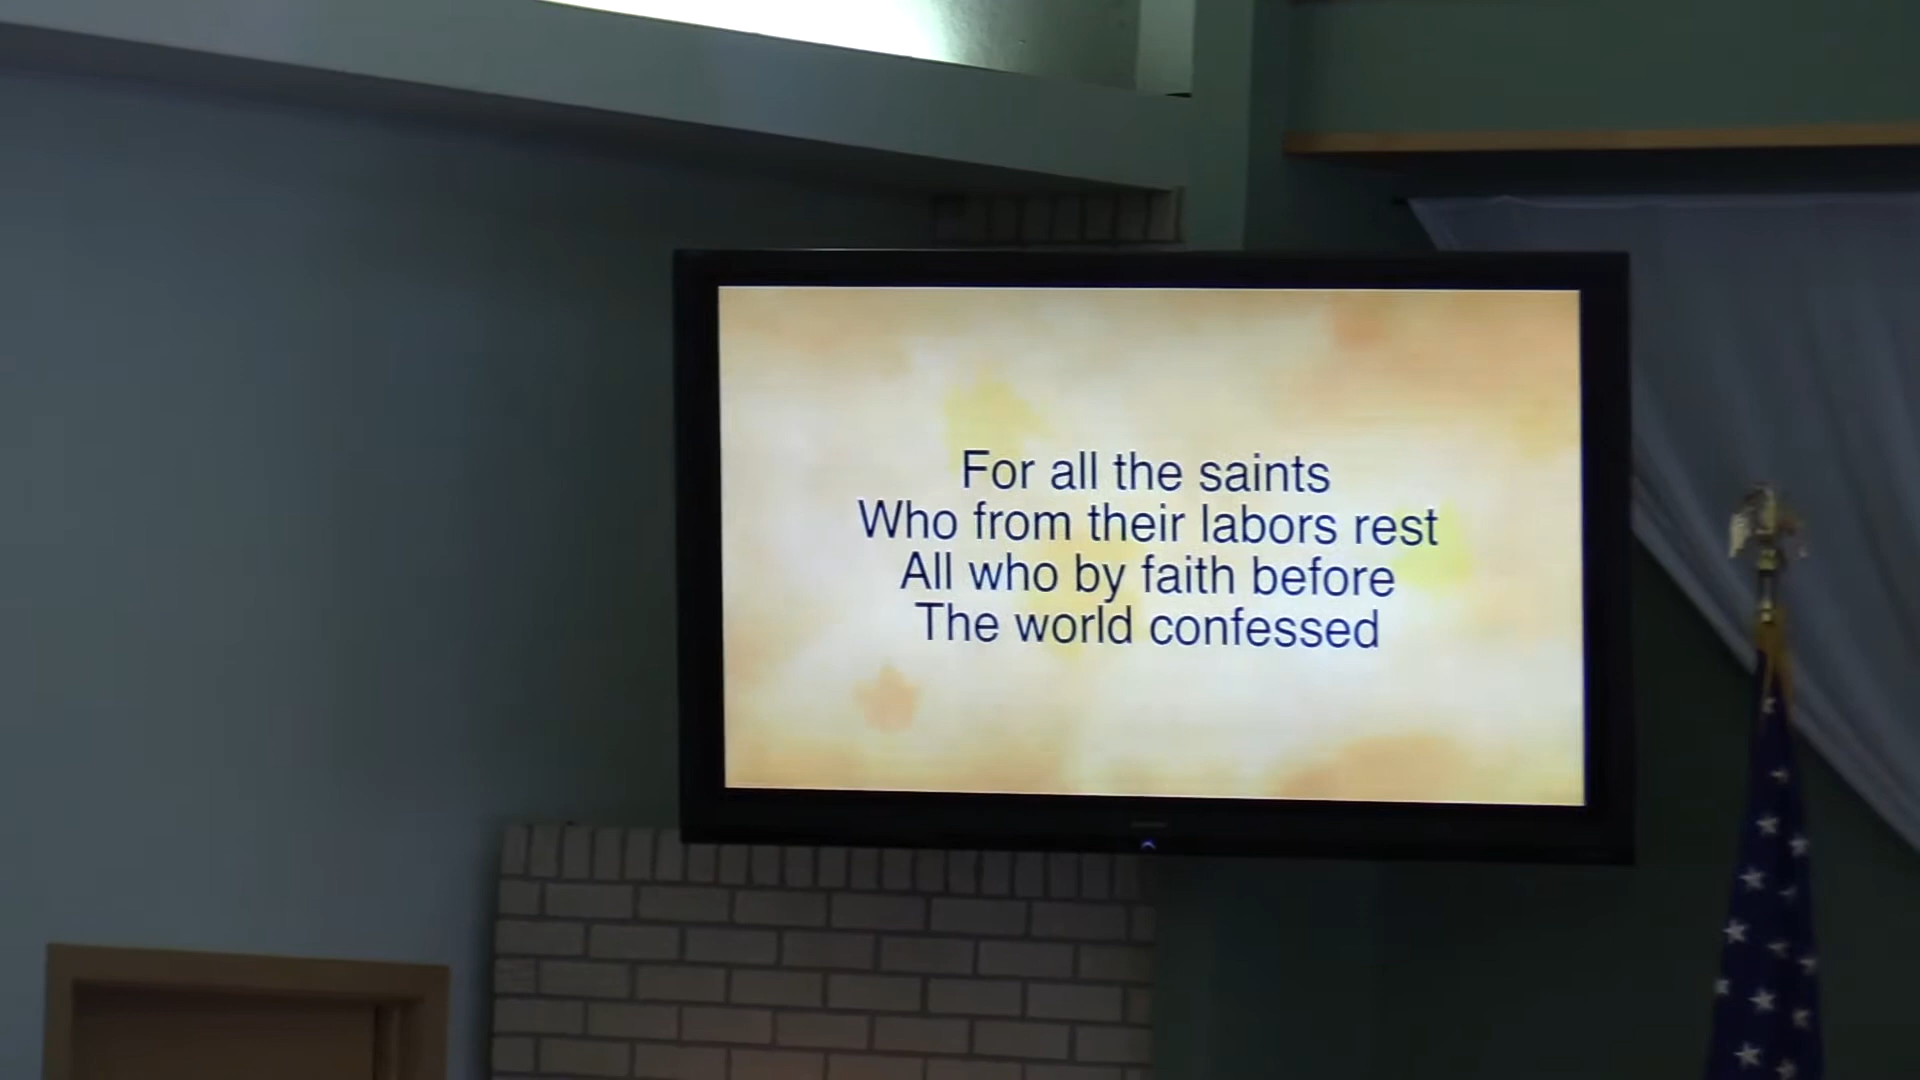 For all the saints
Who from their labors rest
All who by faith before
The world confessed